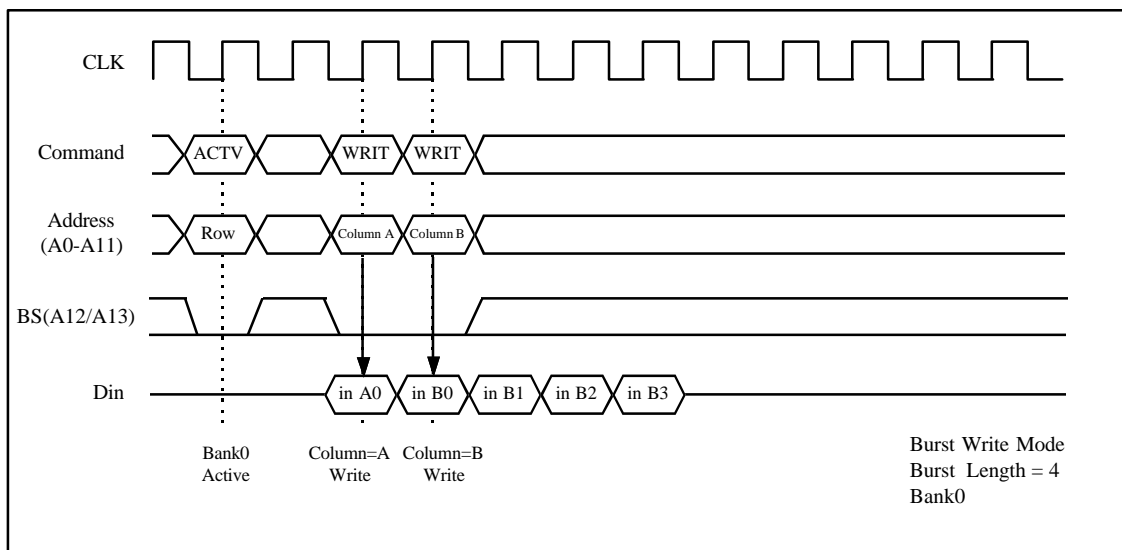 CLK
Command
ACTV
WRIT
WRIT
Address
(A0-A11)
Row
Column A
Column B
BS(A12/A13)
Din
in A0
in B0
in B1
in B2
in B3
Bank0
Active
Column=A
Write
Column=B
Write
Burst Write Mode
Burst Length = 4
Bank0